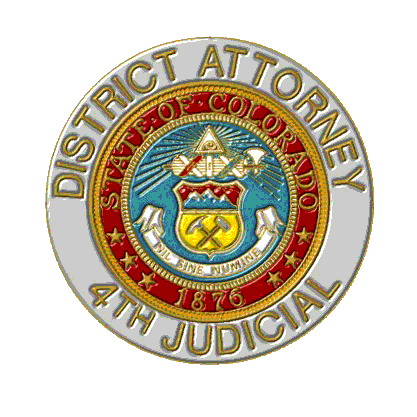 DISTRICT ATTORNEY
STATE OF COLORADO
NIL SINE NUMINE
1876
4TH JUDICIAL